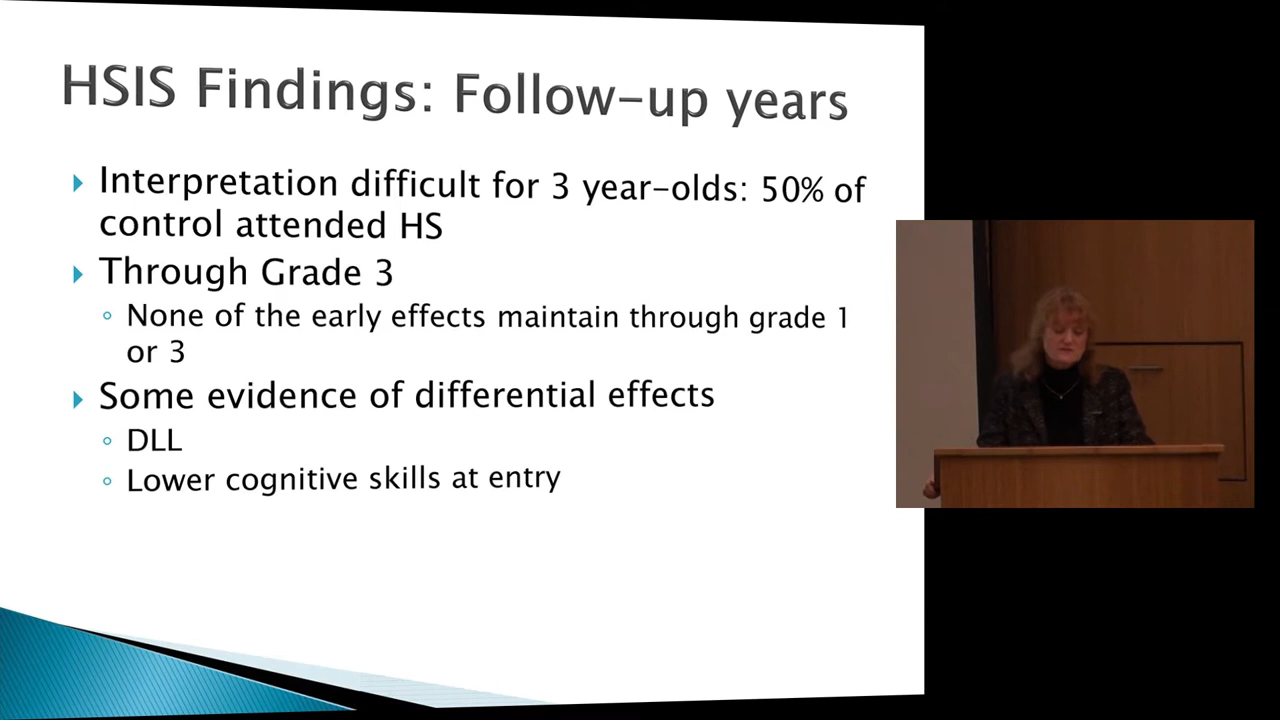 HSIS Findings: Follow-up years
Interpretation difficult for 3 year-olds: 50% of
control attended HS
Through Grade 3
None of the early effects maintain through grade 1
or 3
Some evidence of differential effects
DLL
Lower cognitive skills at entry